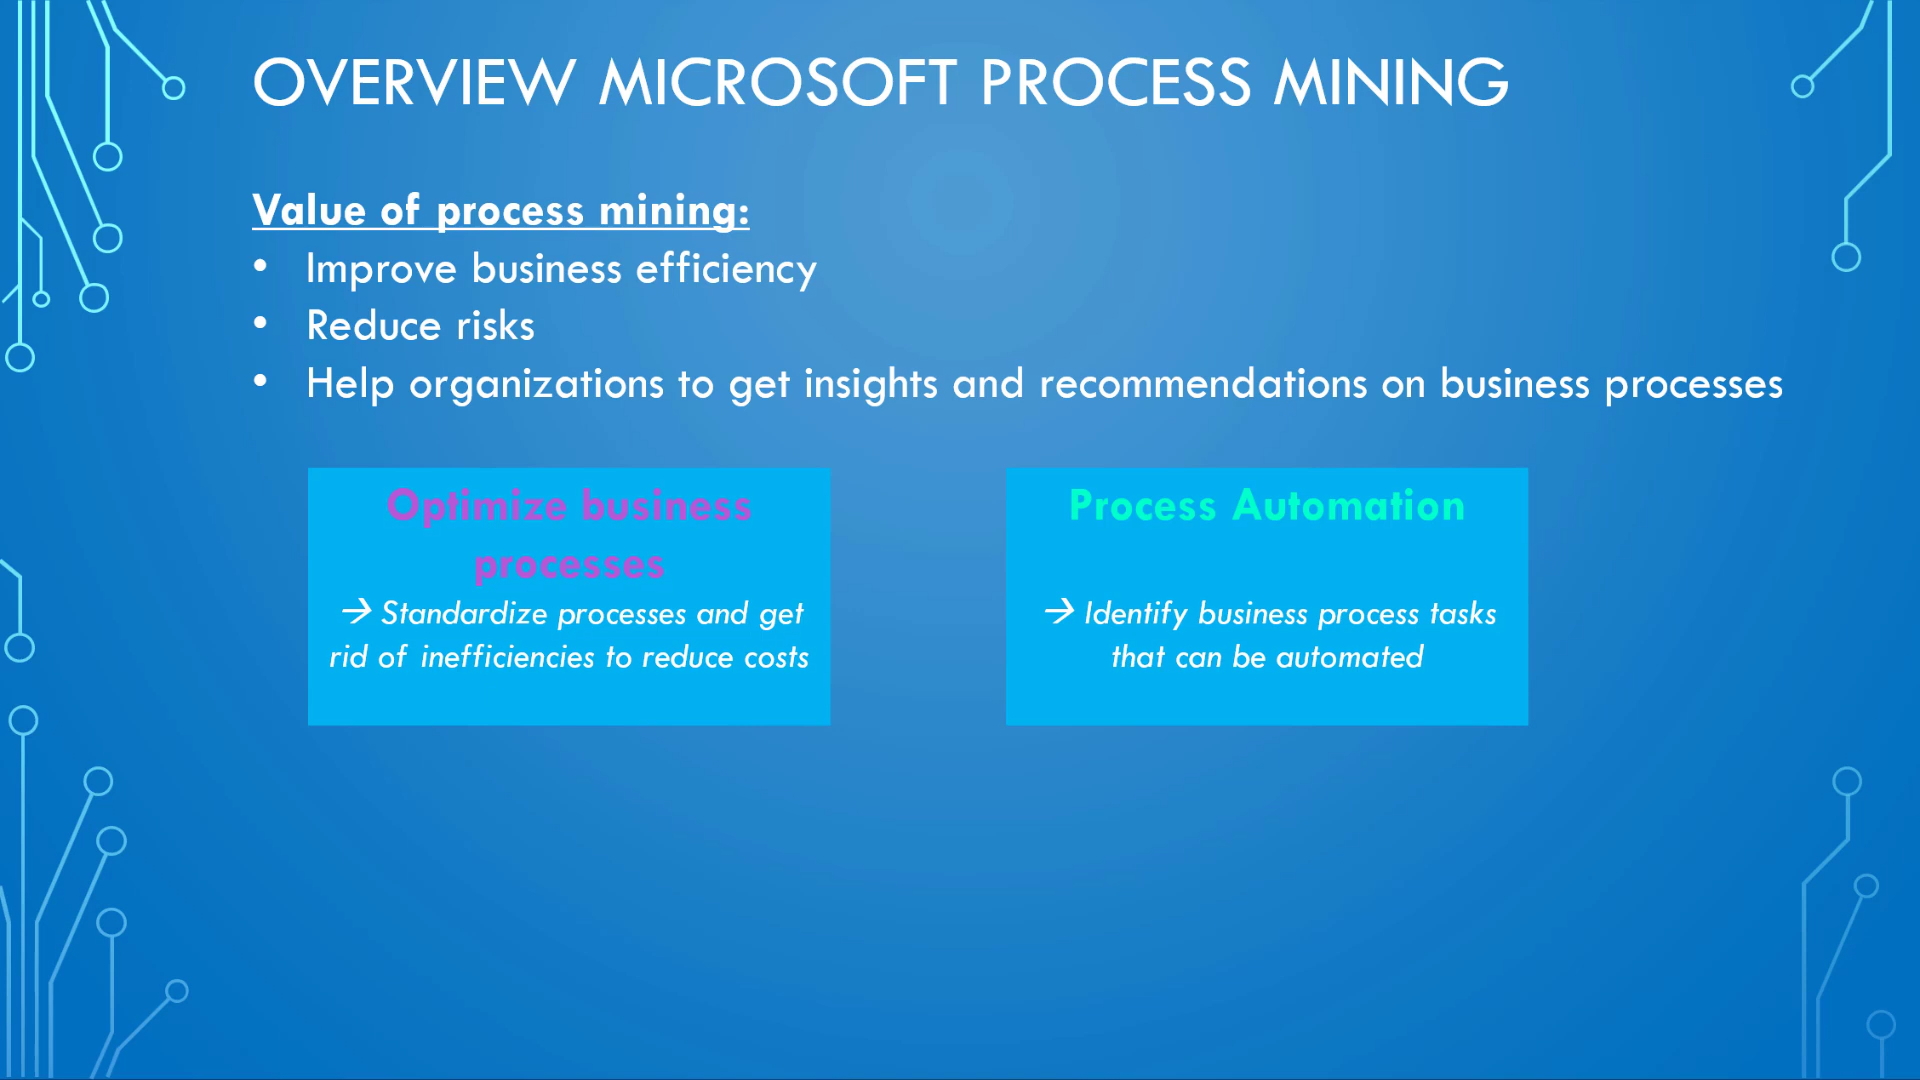 OVERVIEW MICROSOFT PROCESS MINING
Value of process mining:
• Improve business efficiency
• Reduce risks
• Help organizations to get insights and recommendations on business processes
Optimize business
processes
→ Standardize processes and get
rid of inefficiencies to reduce costs
Process Automation
→ Identify business process tasks
that can be automated